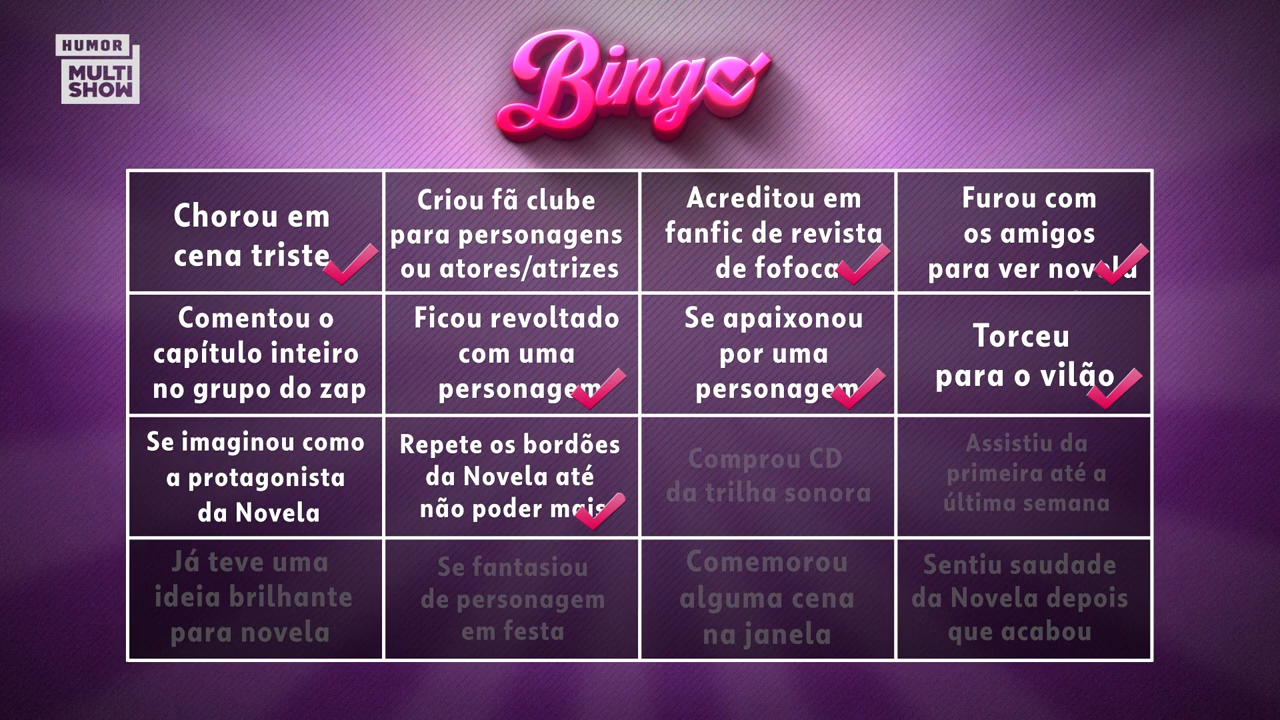 HUMOR
MULTI
SHOW
Bingo
Chorou em
cena triste
Criou fã clube
para personagens
ou atores/atrizes
Acreditou em
fanfic de revista
de fofoca
Furou com
os amigos
para ver novela
Comentou o
capítulo inteiro
no grupo do zap
Ficou revoltado
com uma
personagem
Se apaixonou
por uma
personagem
Torceu
para o vilão
Se imaginou como
a protagonista
da Novela
Repete os bordões
da Novela até
não poder mais
Comprou CD
da trilha sonora
Assistiu da
primeira até a
última semana
Já teve uma
ideia brilhante
para novela
Se fantasiou
de personagem
em festa
Comemorou
alguma cena
na janela
Sentiu saudade
da Novela depois
que acabou